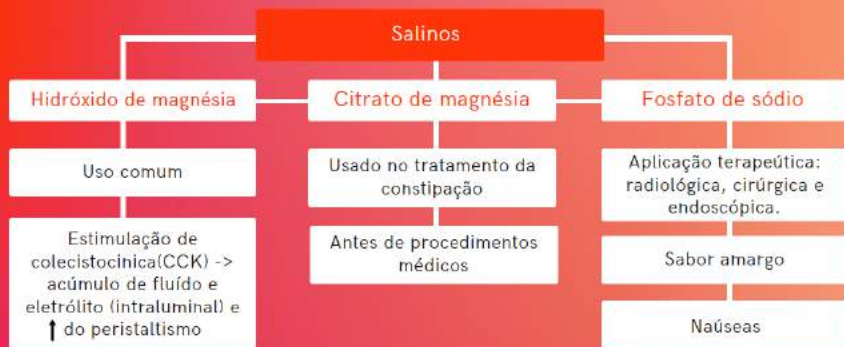 Salinos
Hidróxido de magnésia
Citrato de magnésia
Fosfato de sódio
Uso comum
Usado no tratamento da
constipação
Aplicação terapeútica:
radiológica, cirúrgica e
endoscópica.
Estimulação de
colecistocinica(CCK) ->
acúmulo de fluído e
eletrólito (intraluminal) e
↑ do peristaltismo
Antes de procedimentos
médicos
Sabor amargo
Naúseas